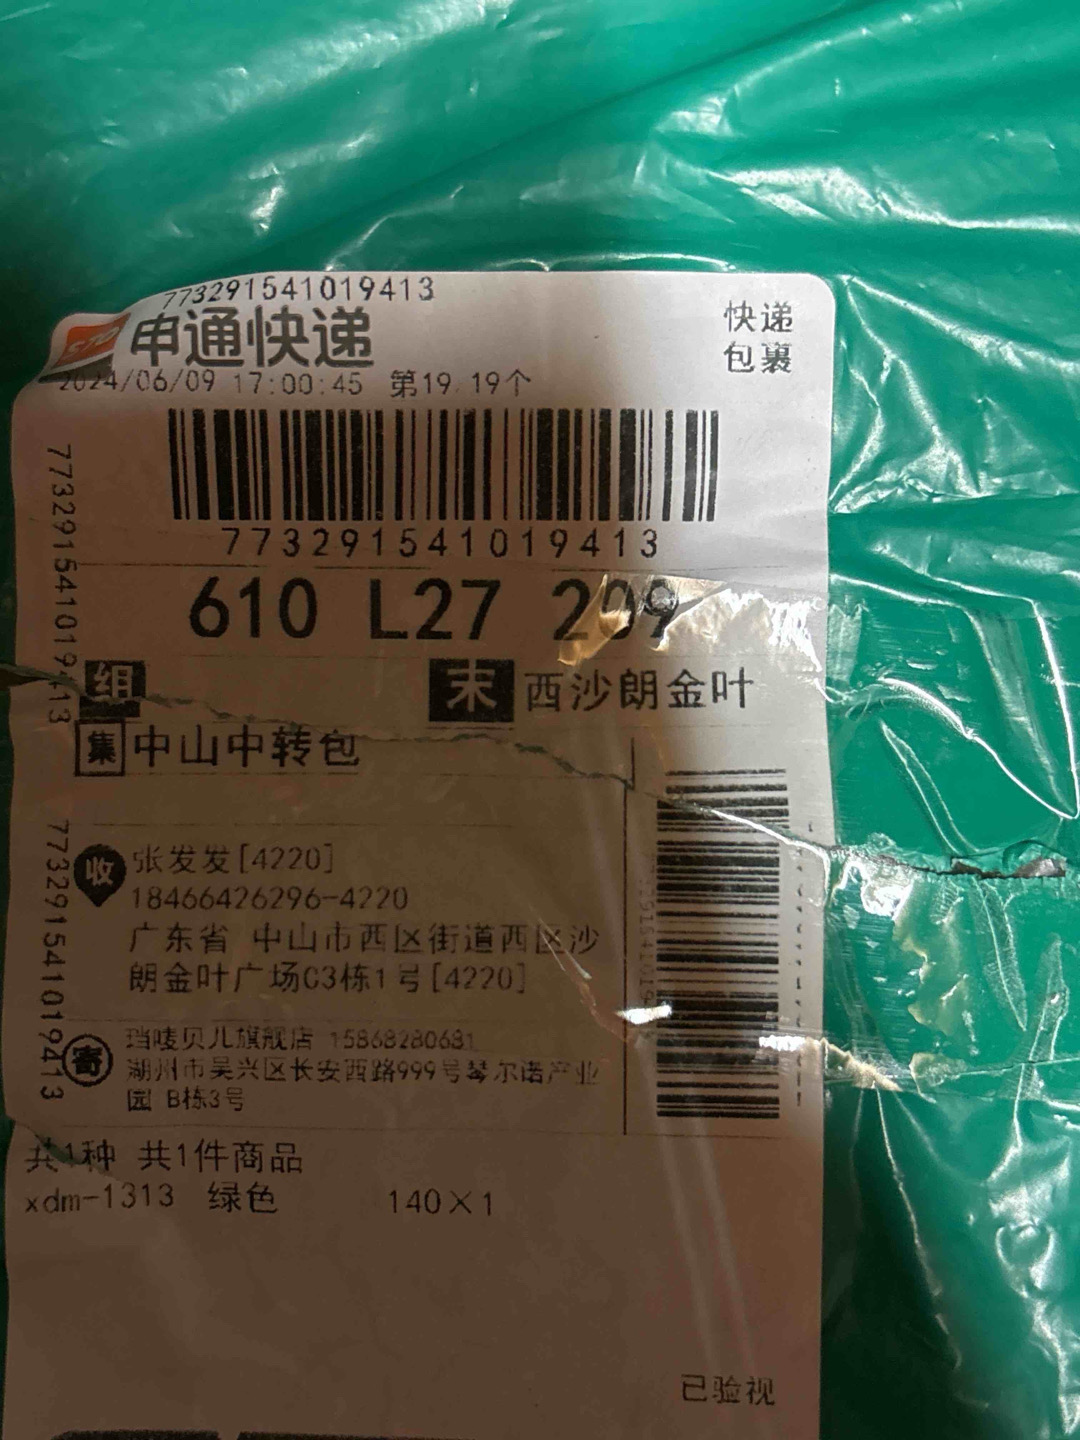 773291541019413
STO 申通快递
快递
包裹
2024/06/09 17:00:45 第19 19个
773291541019413
773291541019413
610 L27 209
组
末 西沙朗金叶
集 中山中转包
773291541019413
收 张发发[4220]
18466426296-4220
广东省 中山市西区街道西区沙
朗金叶广场C3栋1号[4220]
寄 珰唛贝儿旗舰店 15868280681
湖州市吴兴区长安西路999号琴尔诺产业
园 B栋3号
共1种 共1件商品
xdm-1313 绿色 140×1
已验视